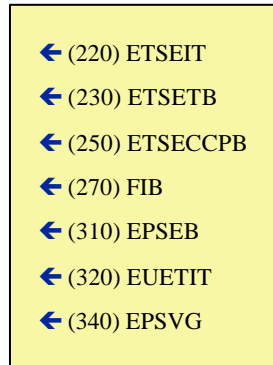 🡸 (220) ETSEIT
🡸 (230) ETSETB
🡸 (250) ETSECCPB
🡸 (270) FIB
🡸 (310) EPSEB
🡸 (320) EUETIT
🡸 (340) EPSVG